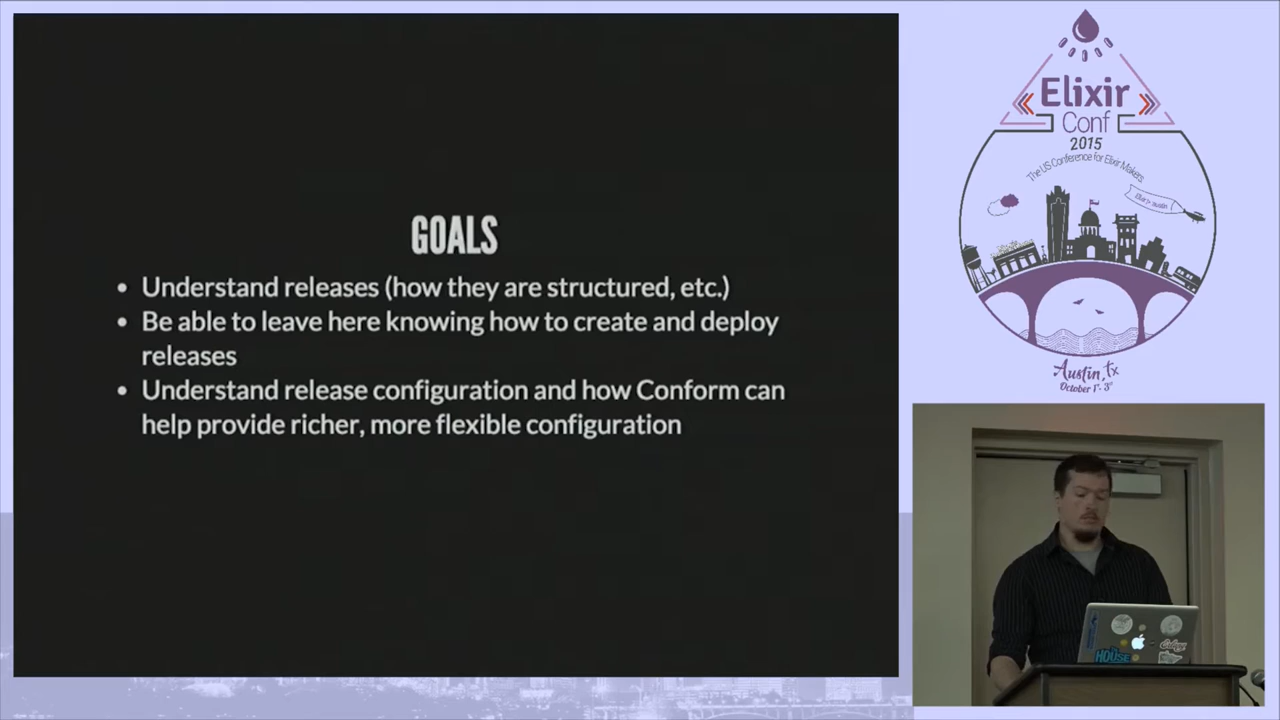 GOALS
• Understand releases (how they are structured, etc.)
• Be able to leave here knowing how to create and deploy
releases
• Understand release configuration and how Conform can
help provide richer, more flexible configuration
Elixir
Conf
2015
The US Conference for Elixir Makers
Austin, Tx
October 1st - 3rd
HOUSE